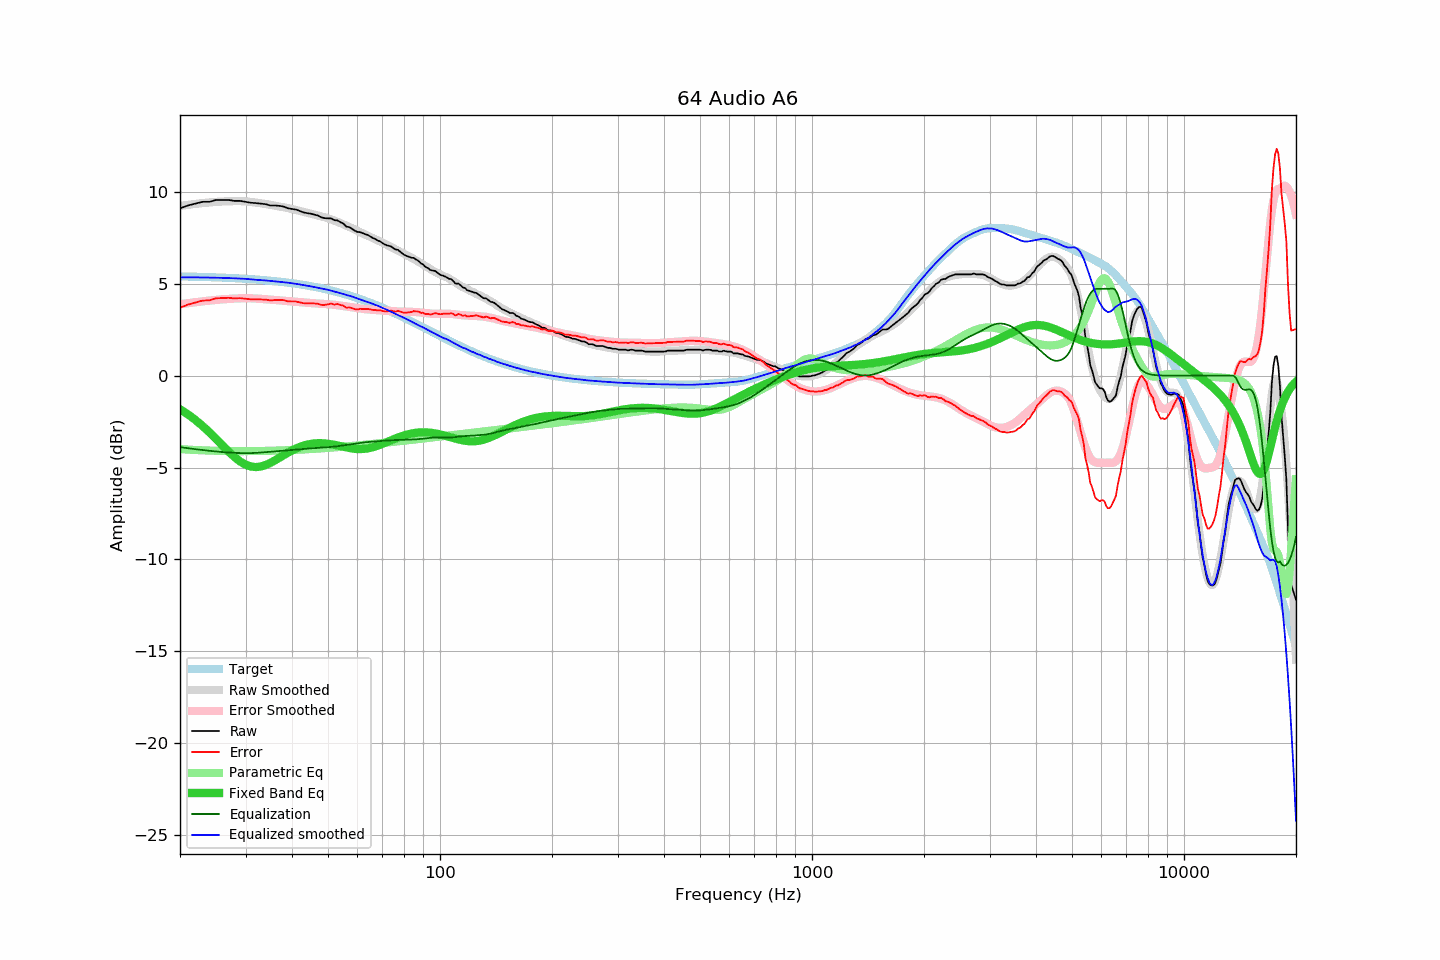 64 Audio A6
10
5
0
−5
−10
−15
−20
−25
Amplitude (dBr)
Target
Raw Smoothed
Error Smoothed
Raw
Error
Parametric Eq
Fixed Band Eq
Equalization
Equalized smoothed
100 1000 10000
Frequency (Hz)